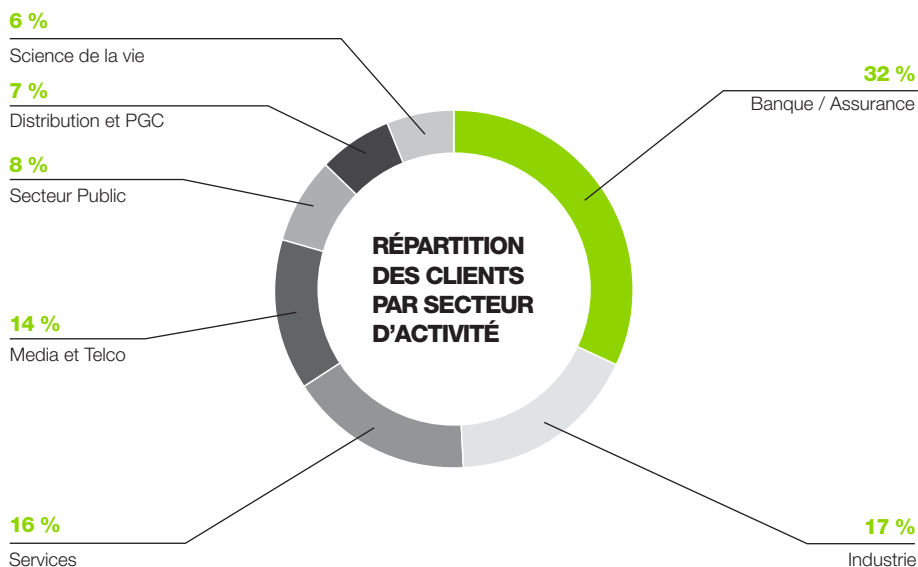 6 %
Science de la vie
7 %
Distribution et PGC
8 %
Secteur Public
14 %
Media et Telco
16 %
Services
32 %
Banque / Assurance
17 %
Industrie
RÉPARTITION
DES CLIENTS
PAR SECTEUR
D’ACTIVITÉ